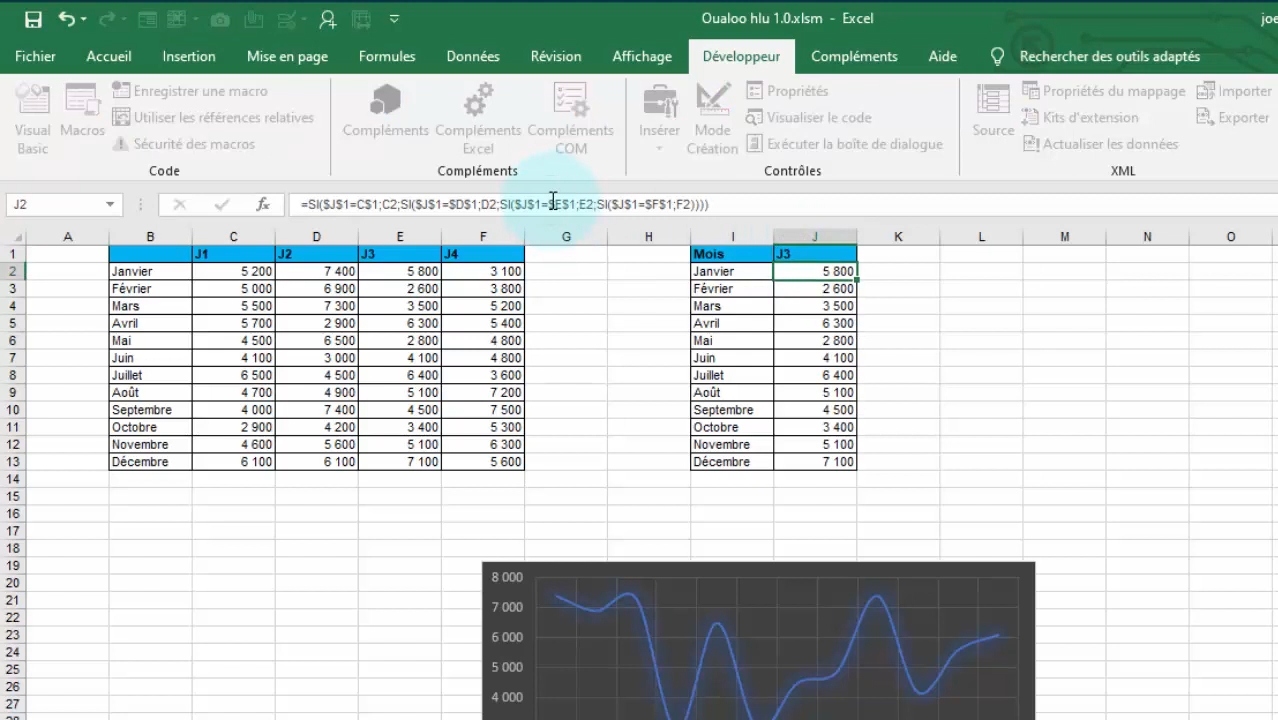 Oualoo hlu 1.0.xlsm - Excel
joe
Fichier Accueil Insertion Mise en page Formules Données Révision Affichage Développeur Compléments Aide Rechercher des outils adaptés
Visual Basic
Macros
Enregistrer une macro
Utiliser les références relatives
Sécurité des macros
Code
Compléments
Compléments Excel
Compléments COM
Compléments
Insérer
Mode Création
Propriétés
Visualiser le code
Exécuter la boîte de dialogue
Contrôles
Source
Propriétés du mappage
Kits d'extension
Actualiser les données
Importer
Exporter
XML
J2 fx =SI($J$1=C$1;C2;SI($J$1=$D$1;D2;SI($J$1=$E$1;E2;SI($J$1=$F$1;F2))))
A B C D E F G H I J K L M N O
1 J1 J2 J3 J4 Mois J3
2 Janvier 5 200 7 400 5 800 3 100 Janvier 5 800
3 Février 5 000 6 900 2 600 3 800 Février 2 600
4 Mars 5 500 7 300 3 500 5 200 Mars 3 500
5 Avril 5 700 2 900 6 300 5 400 Avril 6 300
6 Mai 4 500 6 500 2 800 4 800 Mai 2 800
7 Juin 4 100 3 000 4 100 4 800 Juin 4 100
8 Juillet 6 500 4 500 6 400 3 600 Juillet 6 400
9 Août 4 700 4 900 5 100 7 200 Août 5 100
10 Septembre 4 000 7 400 4 500 7 500 Septembre 4 500
11 Octobre 2 900 4 200 3 400 5 300 Octobre 3 400
12 Novembre 4 600 5 600 5 100 6 300 Novembre 5 100
13 Décembre 6 100 6 100 7 100 5 600 Décembre 7 100
14
15
16
17
18
19
20
21
22
23
24
25
26
27
8 000
7 000
6 000
5 000
4 000